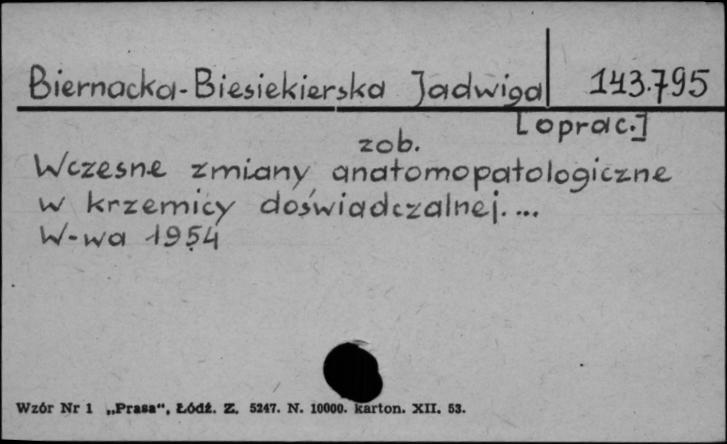 Biernacka-Biesiekierska Jadwiga 143.795
[oprac.]
zob.
Wczesne zmiany anatomopatologiczne
w krzemicy doświadczalnej. ...
W-wa 1954
Wzór Nr 1 „Prasa", Łódź. Z. 5247. N. 10000. karton. XII. 53.